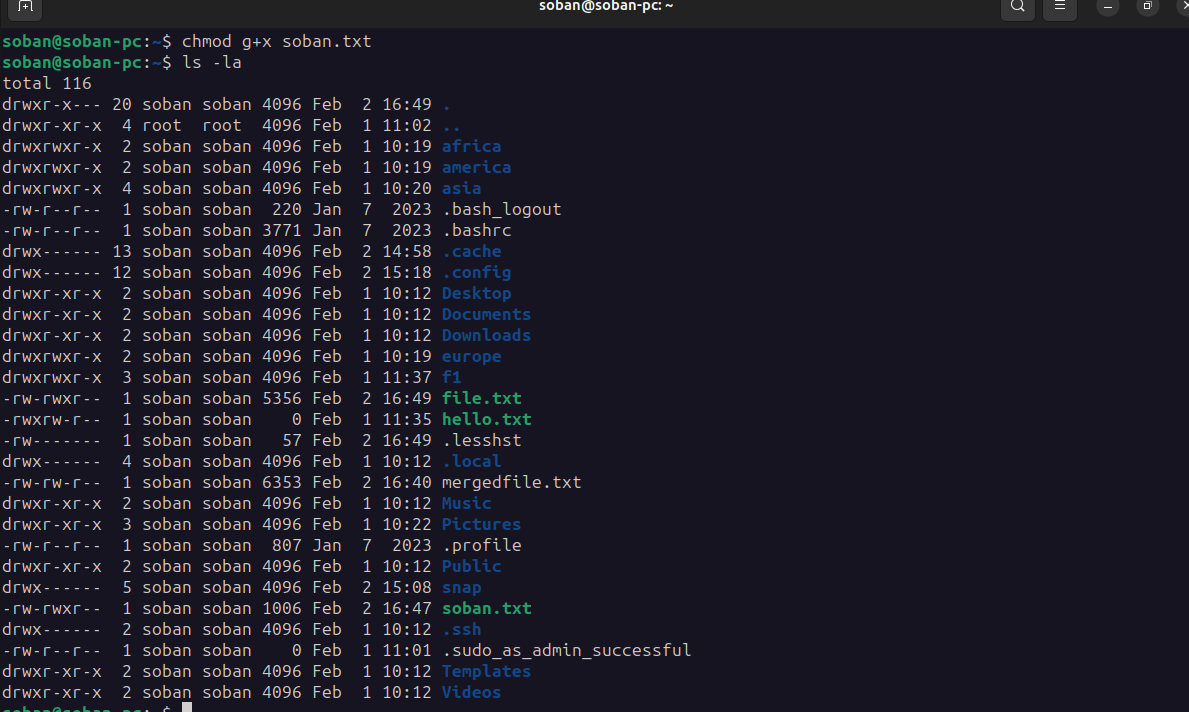 soban@soban-pc: ~
soban@soban-pc:~$ chmod g+x soban.txt
soban@soban-pc:~$ ls -la
total 116
drwxr-x--- 20 soban soban 4096 Feb  2 16:49 .
drwxr-xr-x  4 root  root  4096 Feb  1 11:02 ..
drwxrwxr-x  2 soban soban 4096 Feb  1 10:19 africa
drwxrwxr-x  2 soban soban 4096 Feb  1 10:19 america
drwxrwxr-x  4 soban soban 4096 Feb  1 10:20 asia
-rw-r--r--  1 soban soban  220 Jan  7  2023 .bash_logout
-rw-r--r--  1 soban soban 3771 Jan  7  2023 .bashrc
drwx------ 13 soban soban 4096 Feb  2 14:58 .cache
drwx------ 12 soban soban 4096 Feb  2 15:18 .config
drwxr-xr-x  2 soban soban 4096 Feb  1 10:12 Desktop
drwxr-xr-x  2 soban soban 4096 Feb  1 10:12 Documents
drwxr-xr-x  2 soban soban 4096 Feb  1 10:12 Downloads
drwxrwxr-x  2 soban soban 4096 Feb  1 10:19 europe
drwxrwxr-x  3 soban soban 4096 Feb  1 11:37 f1
-rw-rwxr--  1 soban soban 5356 Feb  2 16:49 file.txt
-rwxrw-r--  1 soban soban    0 Feb  1 11:35 hello.txt
-rw-------  1 soban soban   57 Feb  2 16:49 .lesshst
drwx------  4 soban soban 4096 Feb  1 10:12 .local
-rw-rw-r--  1 soban soban 6353 Feb  2 16:40 mergedfile.txt
drwxr-xr-x  2 soban soban 4096 Feb  1 10:12 Music
drwxr-xr-x  3 soban soban 4096 Feb  1 10:22 Pictures
-rw-r--r--  1 soban soban  807 Jan  7  2023 .profile
drwxr-xr-x  2 soban soban 4096 Feb  1 10:12 Public
drwx------  5 soban soban 4096 Feb  2 15:08 snap
-rw-rwxr--  1 soban soban 1006 Feb  2 16:47 soban.txt
drwx------  2 soban soban 4096 Feb  1 10:12 .ssh
-rw-r--r--  1 soban soban    0 Feb  1 11:01 .sudo_as_admin_successful
drwxr-xr-x  2 soban soban 4096 Feb  1 10:12 Templates
drwxr-xr-x  2 soban soban 4096 Feb  1 10:12 Videos
soban@soban-pc:~$